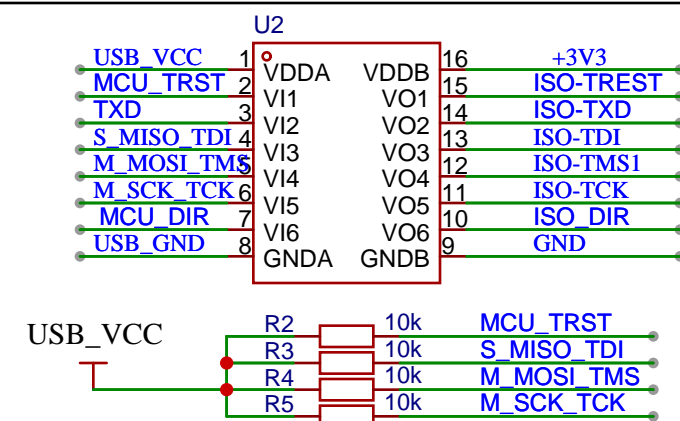 U2
USB_VCC 1 VDDA VDDB 16 +3V3
MCU_TRST 2 VI1 VO1 15 ISO-TREST
TXD 3 VI2 VO2 14 ISO-TXD
S_MISO_TDI 4 VI3 VO3 13 ISO-TDI
M_MOSI_TMS 5 VI4 VO4 12 ISO-TMS1
M_SCK_TCK 6 VI5 VO5 11 ISO-TCK
MCU_DIR 7 VI6 VO6 10 ISO_DIR
USB_GND 8 GNDA GNDB 9 GND
USB_VCC
R2 10k MCU_TRST
R3 10k S_MISO_TDI
R4 10k M_MOSI_TMS
R5 10k M_SCK_TCK